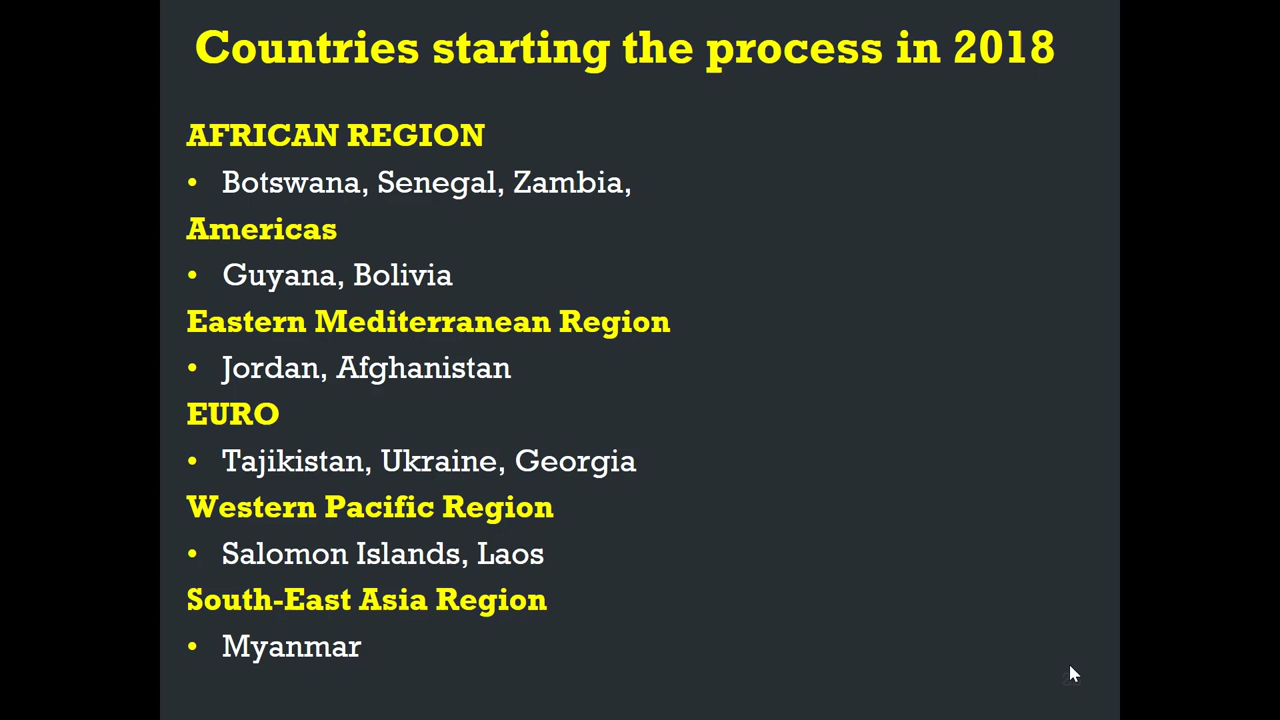 Countries starting the process in 2018
AFRICAN REGION
• Botswana, Senegal, Zambia,
Americas
• Guyana, Bolivia
Eastern Mediterranean Region
• Jordan, Afghanistan
EURO
• Tajikistan, Ukraine, Georgia
Western Pacific Region
• Salomon Islands, Laos
South-East Asia Region
• Myanmar